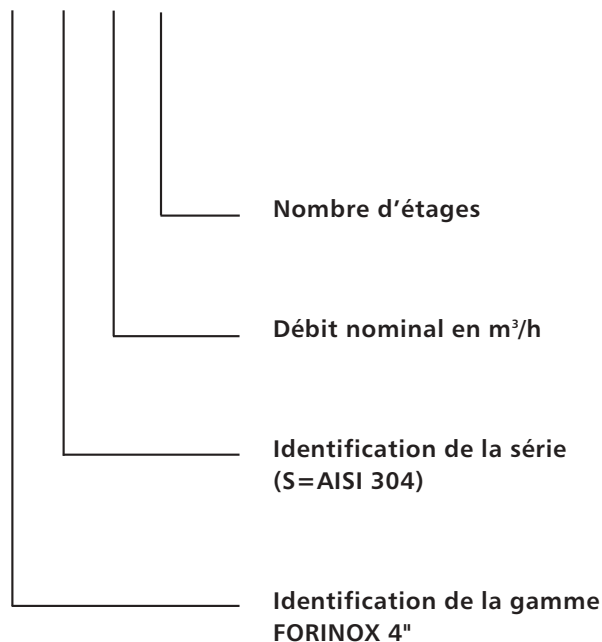 Nombre d’étages
Débit nominal en m³/h
Identification de la série
(S=AISI 304)
Identification de la gamme
FORINOX 4"